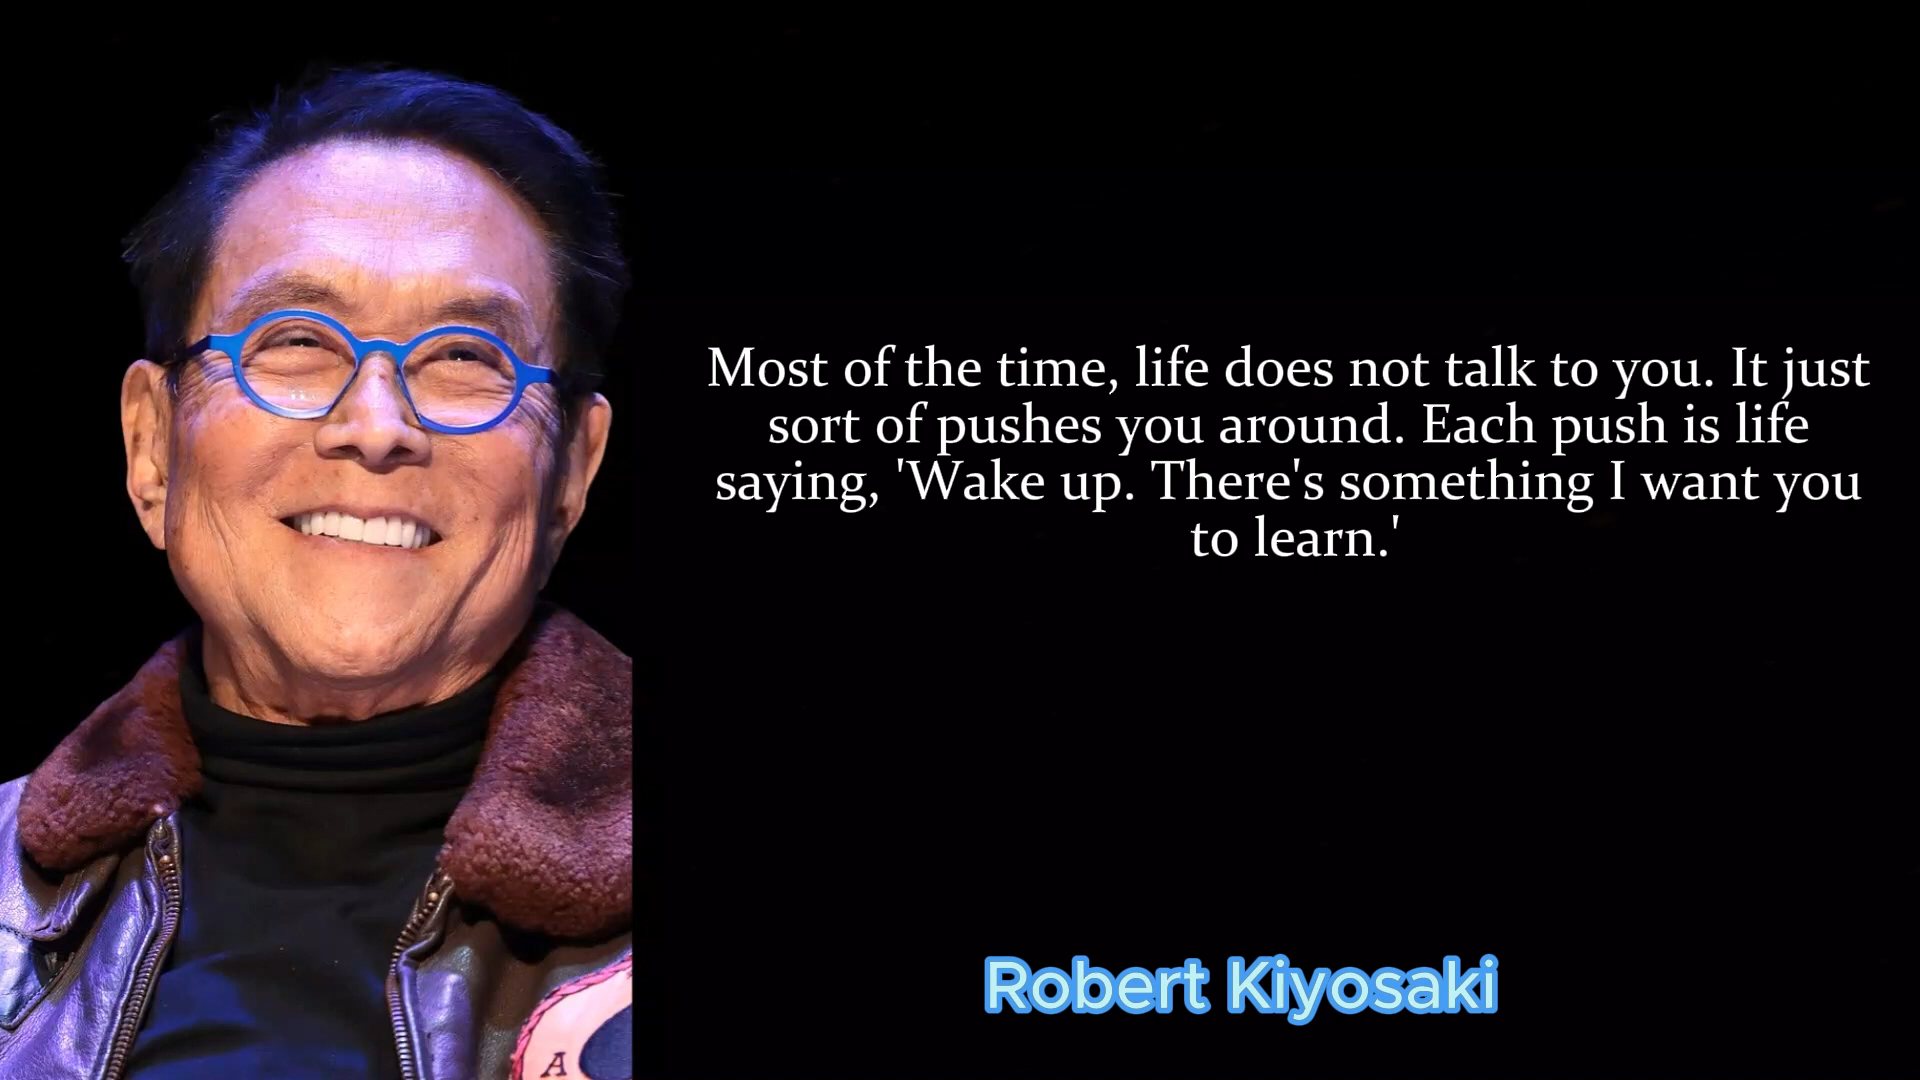 Most of the time, life does not talk to you. It just
sort of pushes you around. Each push is life
saying, 'Wake up. There's something I want you
to learn.'
Robert Kiyosaki
A